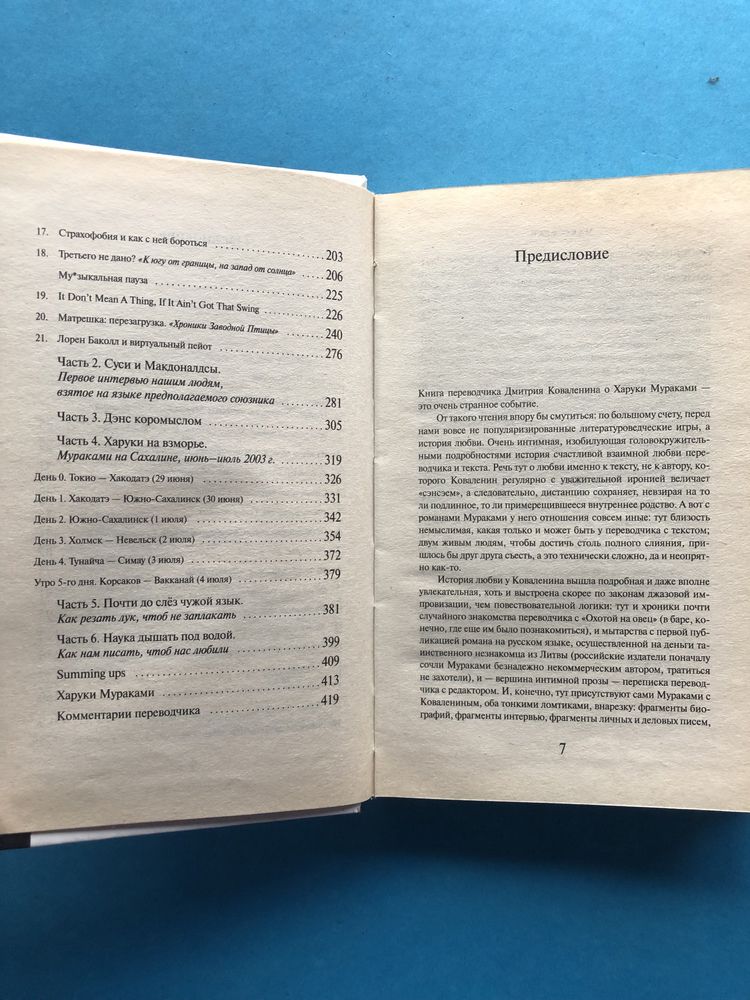 17. Страхофобия и как с ней бороться 203
18. Третьего не дано? «К югу от границы, на запад от солнца» 206
Му*зыкальная пауза 225
19. It Don't Mean A Thing, If It Ain't Got That Swing 226
20. Матрешка: перезагрузка. «Хроники Заводной Птицы» 240
21. Лорен Баколл и виртуальный пейот 276
Часть 2. Суси и Макдоналдсы.
Первое интервью нашим людям,
взятое на языке предполагаемого союзника 281
Часть 3. Дэнс коромыслом 305
Часть 4. Харуки на взморье.
Мураками на Сахалине, июнь–июль 2003 г. 319
День 0. Токио — Хакодатэ (29 июня) 326
День 1. Хакодатэ — Южно-Сахалинск (30 июня) 331
День 2. Южно-Сахалинск (1 июля) 342
День 3. Холмск — Невельск (2 июля) 354
День 4. Тунайча — Симау (3 июля) 372
Утро 5-го дня. Корсаков — Вакканай (4 июля) 379
Часть 5. Почти до слёз чужой язык.
Как резать лук, чтоб не заплакать 381
Часть 6. Наука дышать под водой.
Как нам писать, чтоб нас любили 399
Summing ups 409
Харуки Мураками 413
Комментарии переводчика 419
Предисловие
Книга переводчика Дмитрия Коваленина о Харуки Мураками —
это очень странное событие.
От такого чтения впору бы смутиться: по большому счету, перед
нами вовсе не популяризированные литературоведческие игры, а
история любви. Очень интимная, изобилующая головокружитель-
ными подробностями история счастливой взаимной любви пере-
водчика и текста. Речь тут о любви именно к тексту, не к автору, ко-
торого Коваленин регулярно с уважительной иронией величает
«сэнсэем», а следовательно, дистанцию сохраняет, невзирая на то
ли подлинное, то ли примерещившееся внутреннее родство. А вот с
романами Мураками у него отношения совсем иные: тут близость
немыслимая, какая только и может быть у переводчика с текстом;
двум живым людям, чтобы достичь столь полного слияния, при-
шлось бы друг друга съесть, а это технически сложно, да и неопрят-
но как-то.
История любви у Коваленина вышла подробная и даже вполне
увлекательная, хоть и выстроена скорее по законам джазовой им-
провизации, чем повествовательной логики: тут и хроники почти
случайного знакомства переводчика с «Охотой на овец» (в баре, ко-
нечно, где еще им было познакомиться), и мытарства с первой пуб-
ликацией романа на русском языке, осуществленной на деньги та-
инственного незнакомца из Литвы (российские издатели поначалу
сочли Мураками безнадежно некоммерческим автором, тратиться
не захотели), и — вершина интимной прозы — переписка перевод-
чика с редактором. И, конечно, тут присутствуют сами Мураками с
Ковалениным, оба тонкими ломтиками, внарезку: фрагменты био-
графий, фрагменты интервью, фрагменты личных и деловых писем,
7